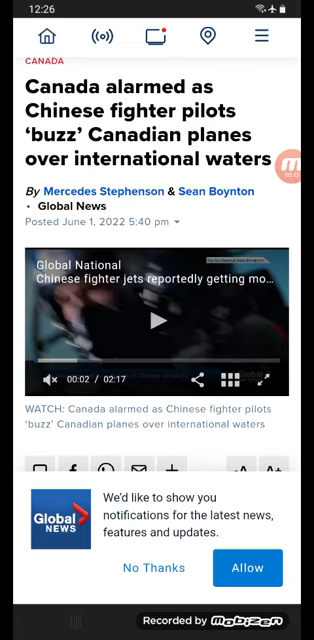 12:26
CANADA
Canada alarmed as
Chinese fighter pilots
‘buzz’ Canadian planes
over international waters
By Mercedes Stephenson & Sean Boynton
• Global News
Posted June 1, 2022 5:40 pm
Global National
Chinese fighter jets reportedly getting mo...
00:02 / 02:17
WATCH: Canada alarmed as Chinese fighter pilots
‘buzz’ Canadian planes over international waters
-A A+
Global
NEWS
We'd like to show you
notifications for the latest news,
features and updates.
No Thanks Allow
Recorded by MOBIZEN